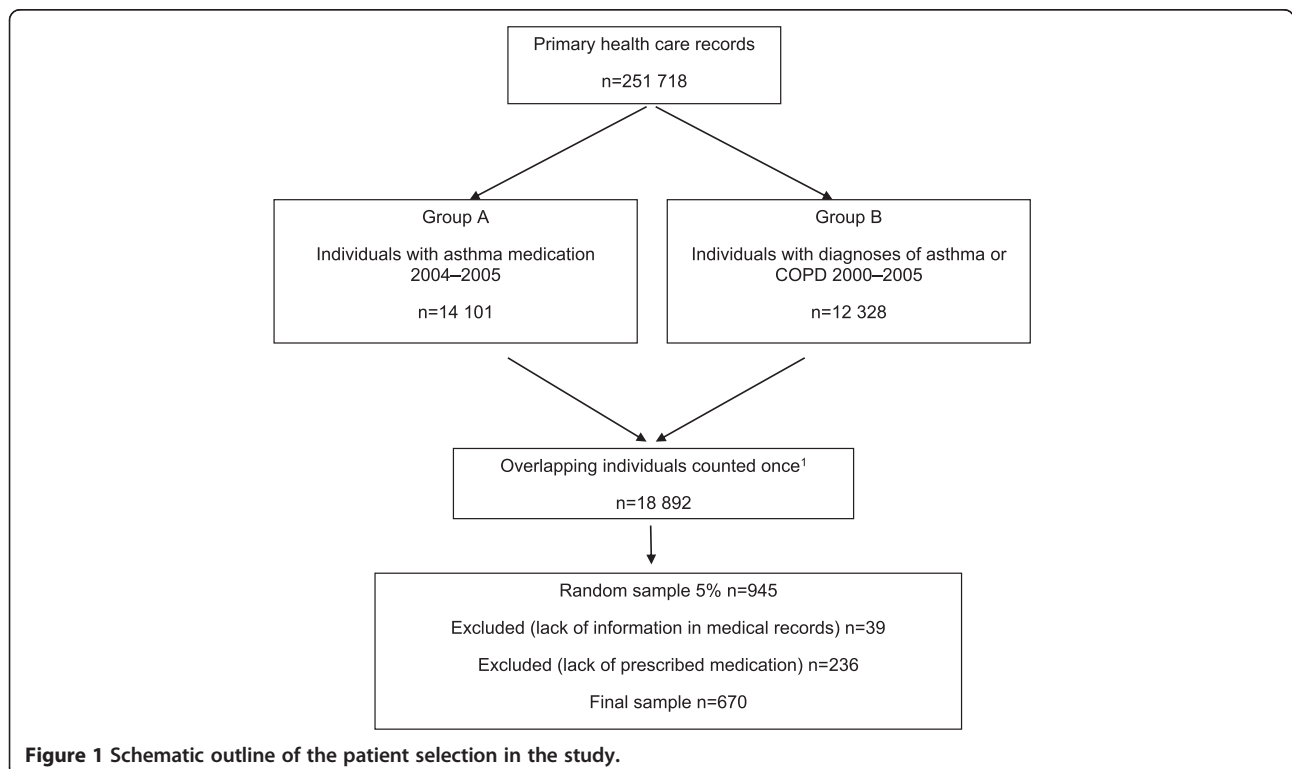 Primary health care records
n=251 718
Group A
Individuals with asthma medication
2004–2005
n=14 101
Group B
Individuals with diagnoses of asthma or
COPD 2000–2005
n=12 328
Overlapping individuals counted once¹
n=18 892
Random sample 5% n=945
Excluded (lack of information in medical records) n=39
Excluded (lack of prescribed medication) n=236
Final sample n=670
Figure 1 Schematic outline of the patient selection in the study.